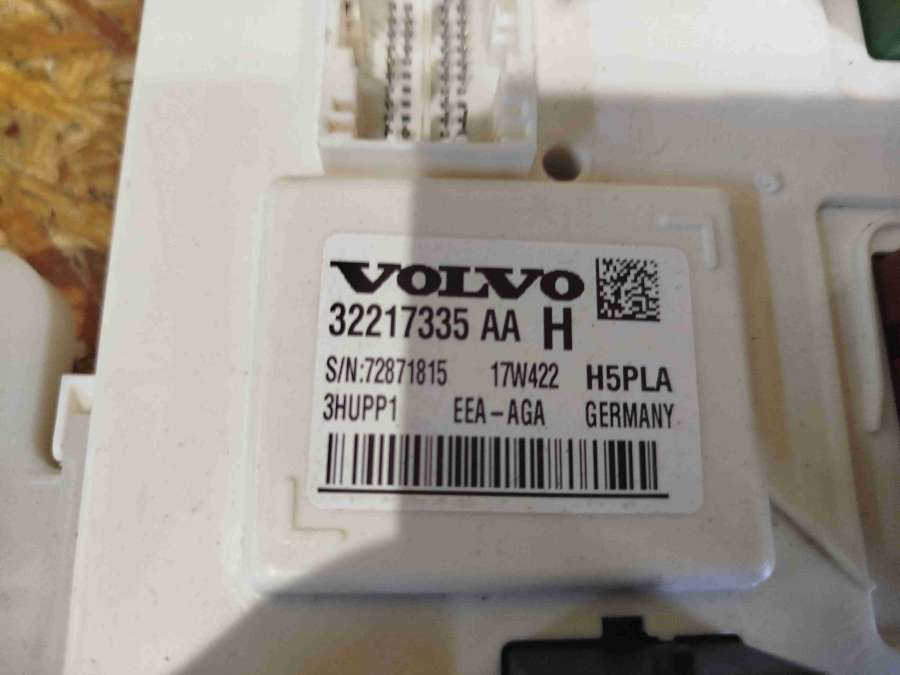 VOLVO
32217335 AA H
S/N:72871815 17W422 H5PLA
3HUPP1 EEA-AGA GERMANY